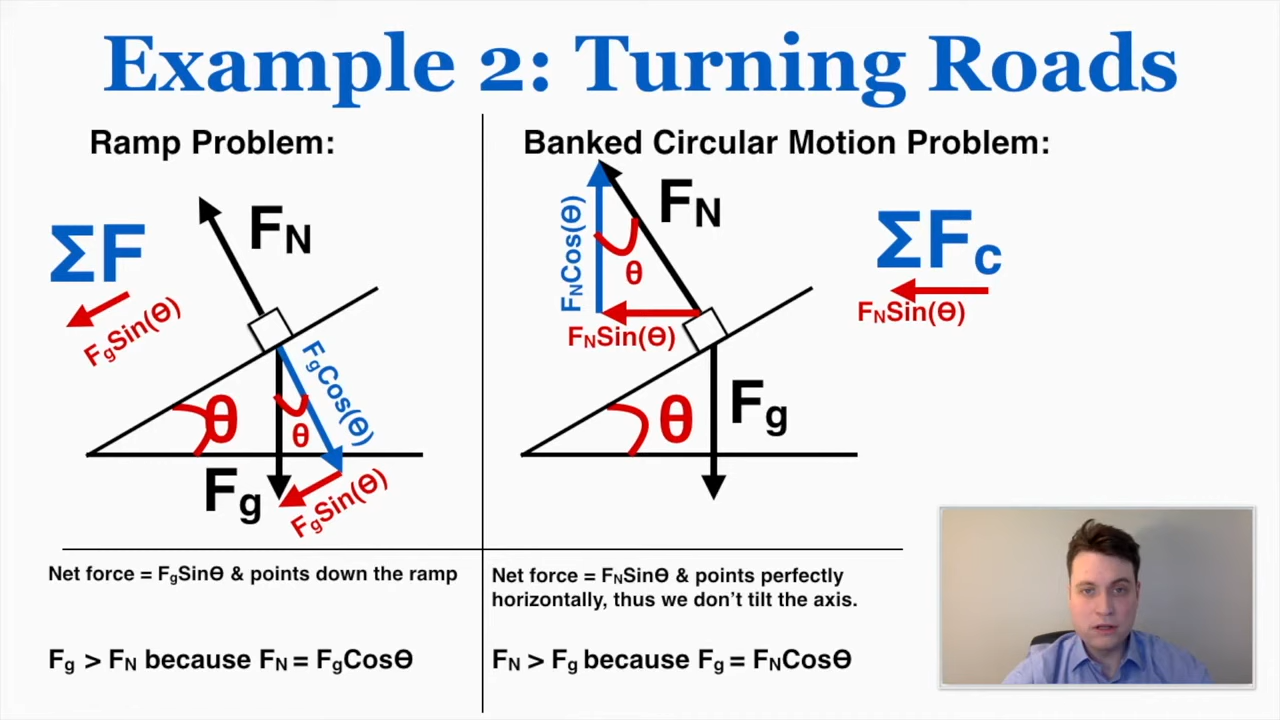 Example 2: Turning Roads
Ramp Problem:
ΣF
FgSin(Θ)
FN
θ
FgCos(Θ)
θ
Fg
FgSin(Θ)
Net force = FgSinΘ & points down the ramp
Fg > FN because FN = FgCosΘ
Banked Circular Motion Problem:
FNCos(Θ)
FN
θ
FNSin(Θ)
θ
Fg
ΣFc
FNSin(Θ)
Net force = FNSinΘ & points perfectly
horizontally, thus we don’t tilt the axis.
FN > Fg because Fg = FNCosΘ